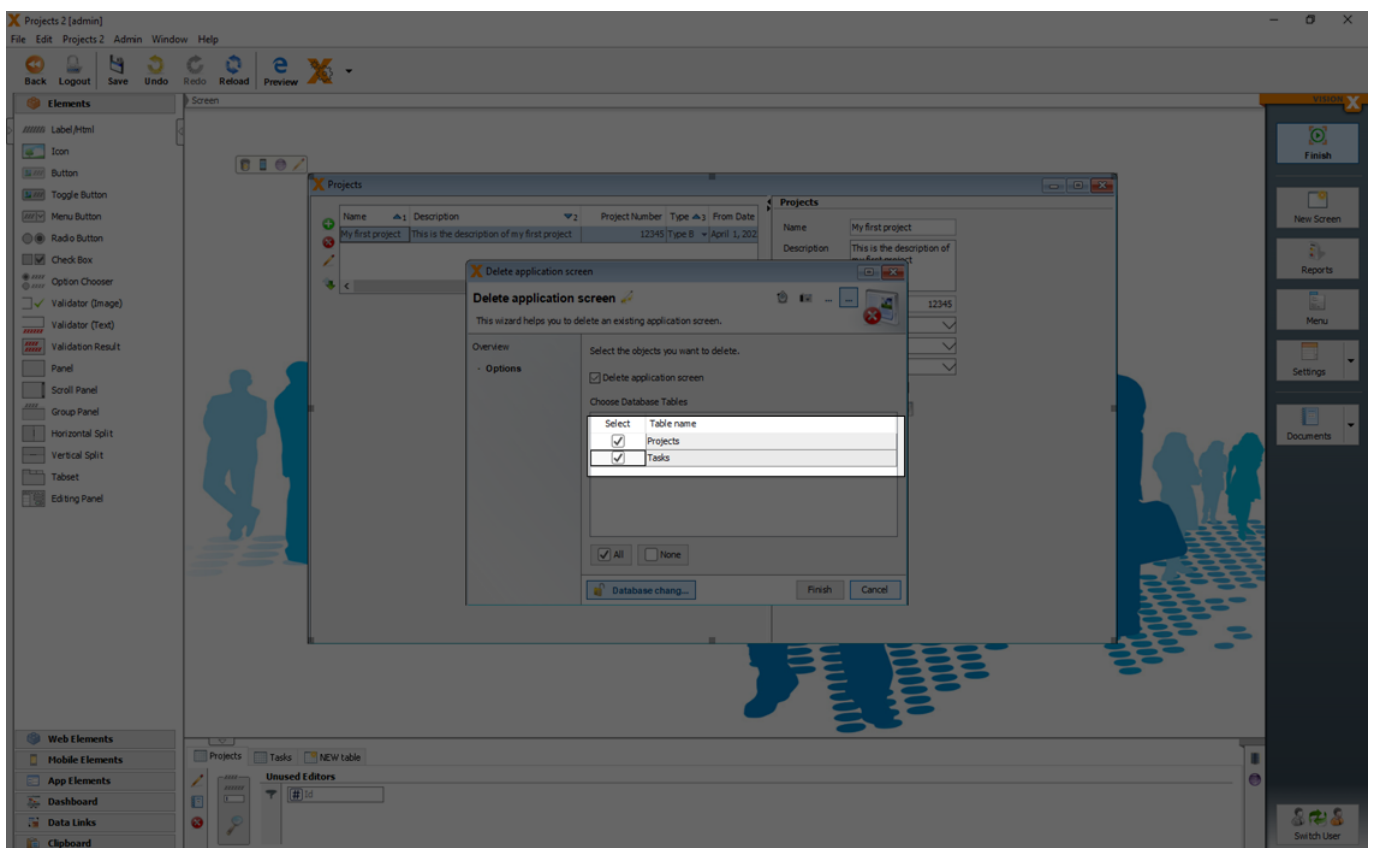 Projects 2 [admin]
File Edit Projects 2 Admin Window Help
Back Logout Save Undo Redo Reload Preview
Elements
Screen
VISION X
Label/Html
Icon
Button
Toggle Button
Menu Button
Radio Button
Check Box
Option Chooser
Validator (Image)
Validator (Text)
Validation Result
Panel
Scroll Panel
Group Panel
Horizontal Split
Vertical Split
Tabset
Editing Panel
Web Elements
Mobile Elements
App Elements
Dashboard
Data Links
Clipboard
Projects
Name 1 Description 2 Project Number Type 3 From Date
My first project This is the description of my first project 12345 Type B April 1, 202
Projects
Name My first project
Description This is the description of
my first project
12345
Delete application screen
Delete application screen
This wizard helps you to delete an existing application screen.
Overview
- Options
Select the objects you want to delete.
Delete application screen
Choose Database Tables
Select Table name
Projects
Tasks
All None
Database chang... Finish Cancel
Finish
New Screen
Reports
Menu
Settings
Documents
Switch User
Projects Tasks NEW table
Unused Editors
# Id